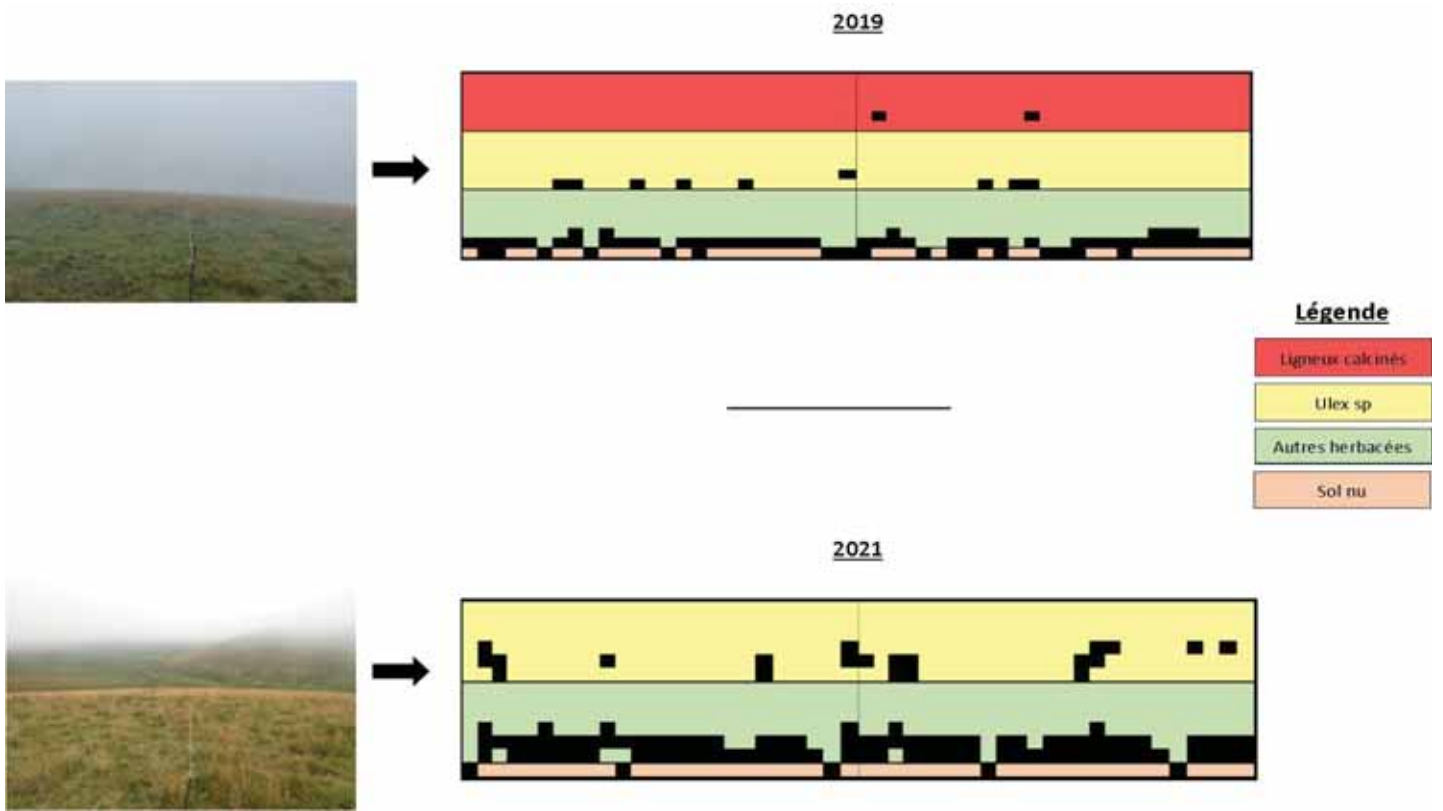 2019
Légende
Ligneux calcinés
Ulex sp
Autres herbacées
Sol nu
2021